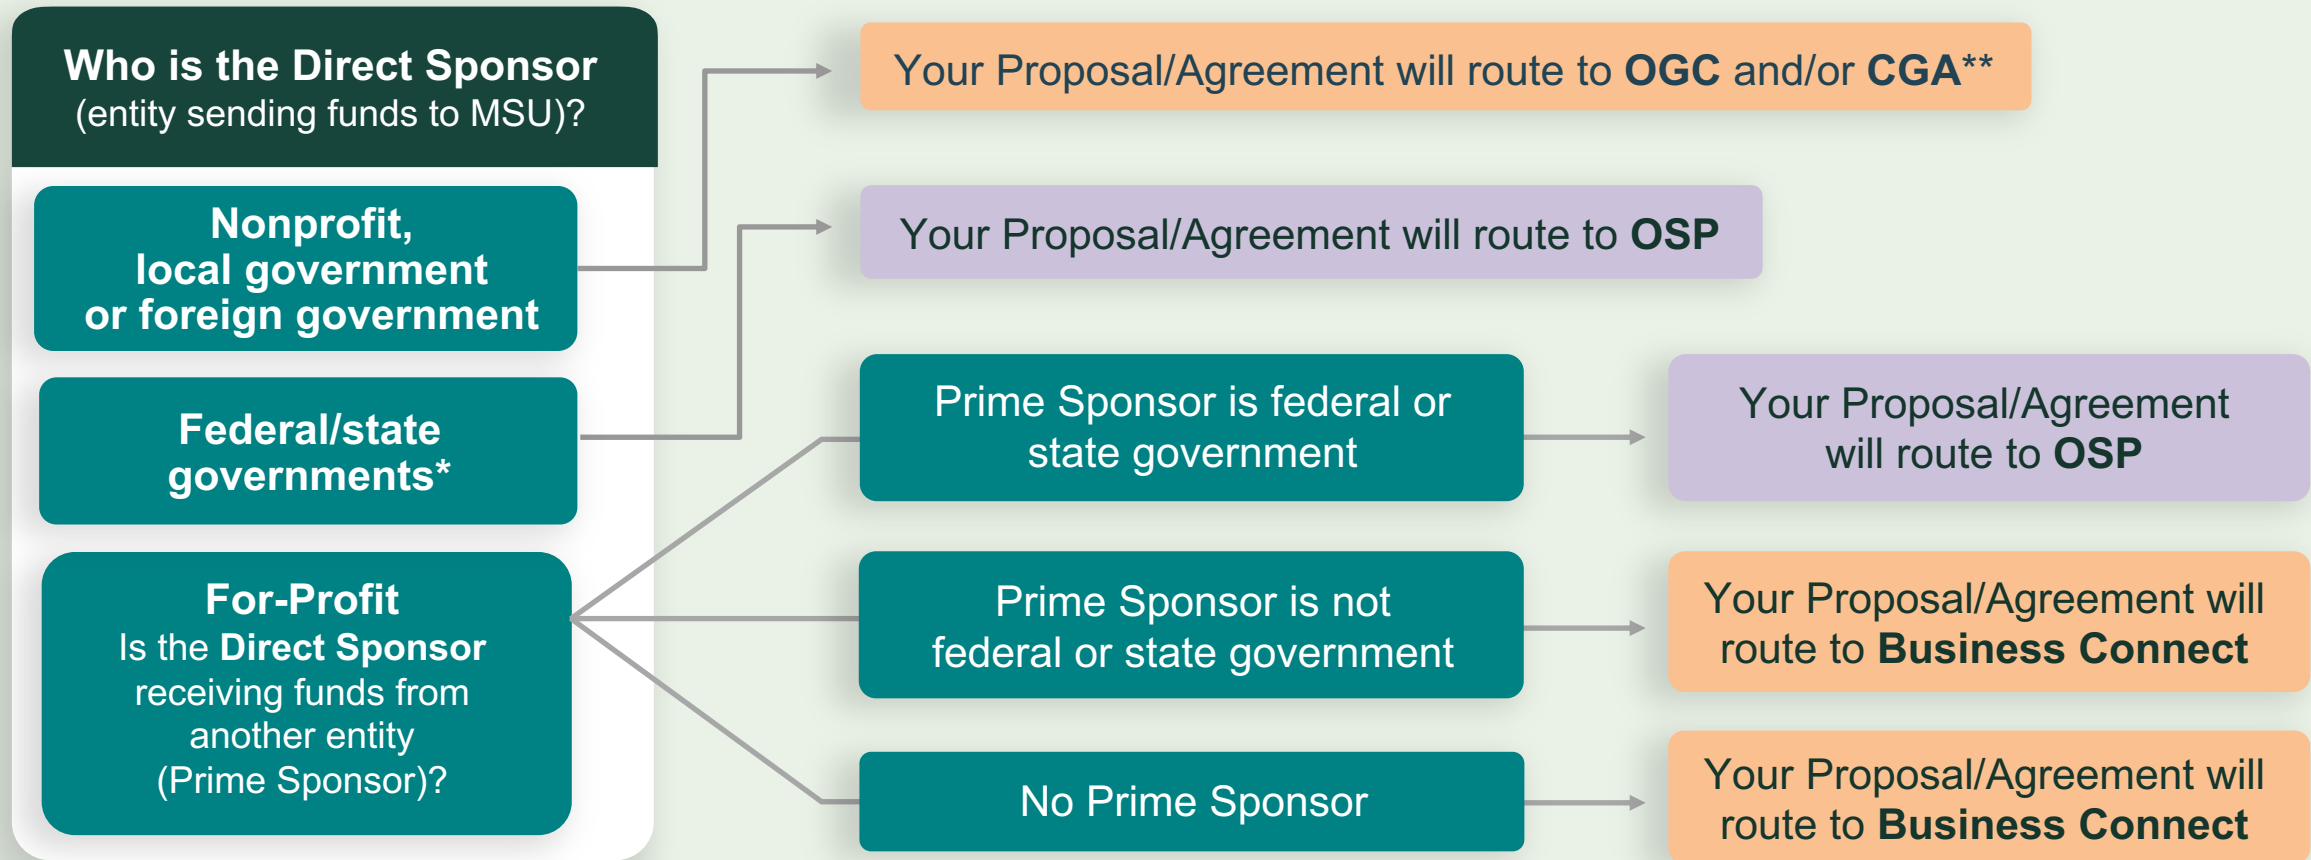 Who is the Direct Sponsor
(entity sending funds to MSU)?
Nonprofit,
local government
or foreign government
Federal/state
governments*
For-Profit
Is the Direct Sponsor
receiving funds from
another entity
(Prime Sponsor)?
Your Proposal/Agreement will route to OGC and/or CGA**
Your Proposal/Agreement will route to OSP
Prime Sponsor is federal or
state government
Your Proposal/Agreement
will route to OSP
Prime Sponsor is not
federal or state government
Your Proposal/Agreement will
route to Business Connect
No Prime Sponsor
Your Proposal/Agreement will
route to Business Connect